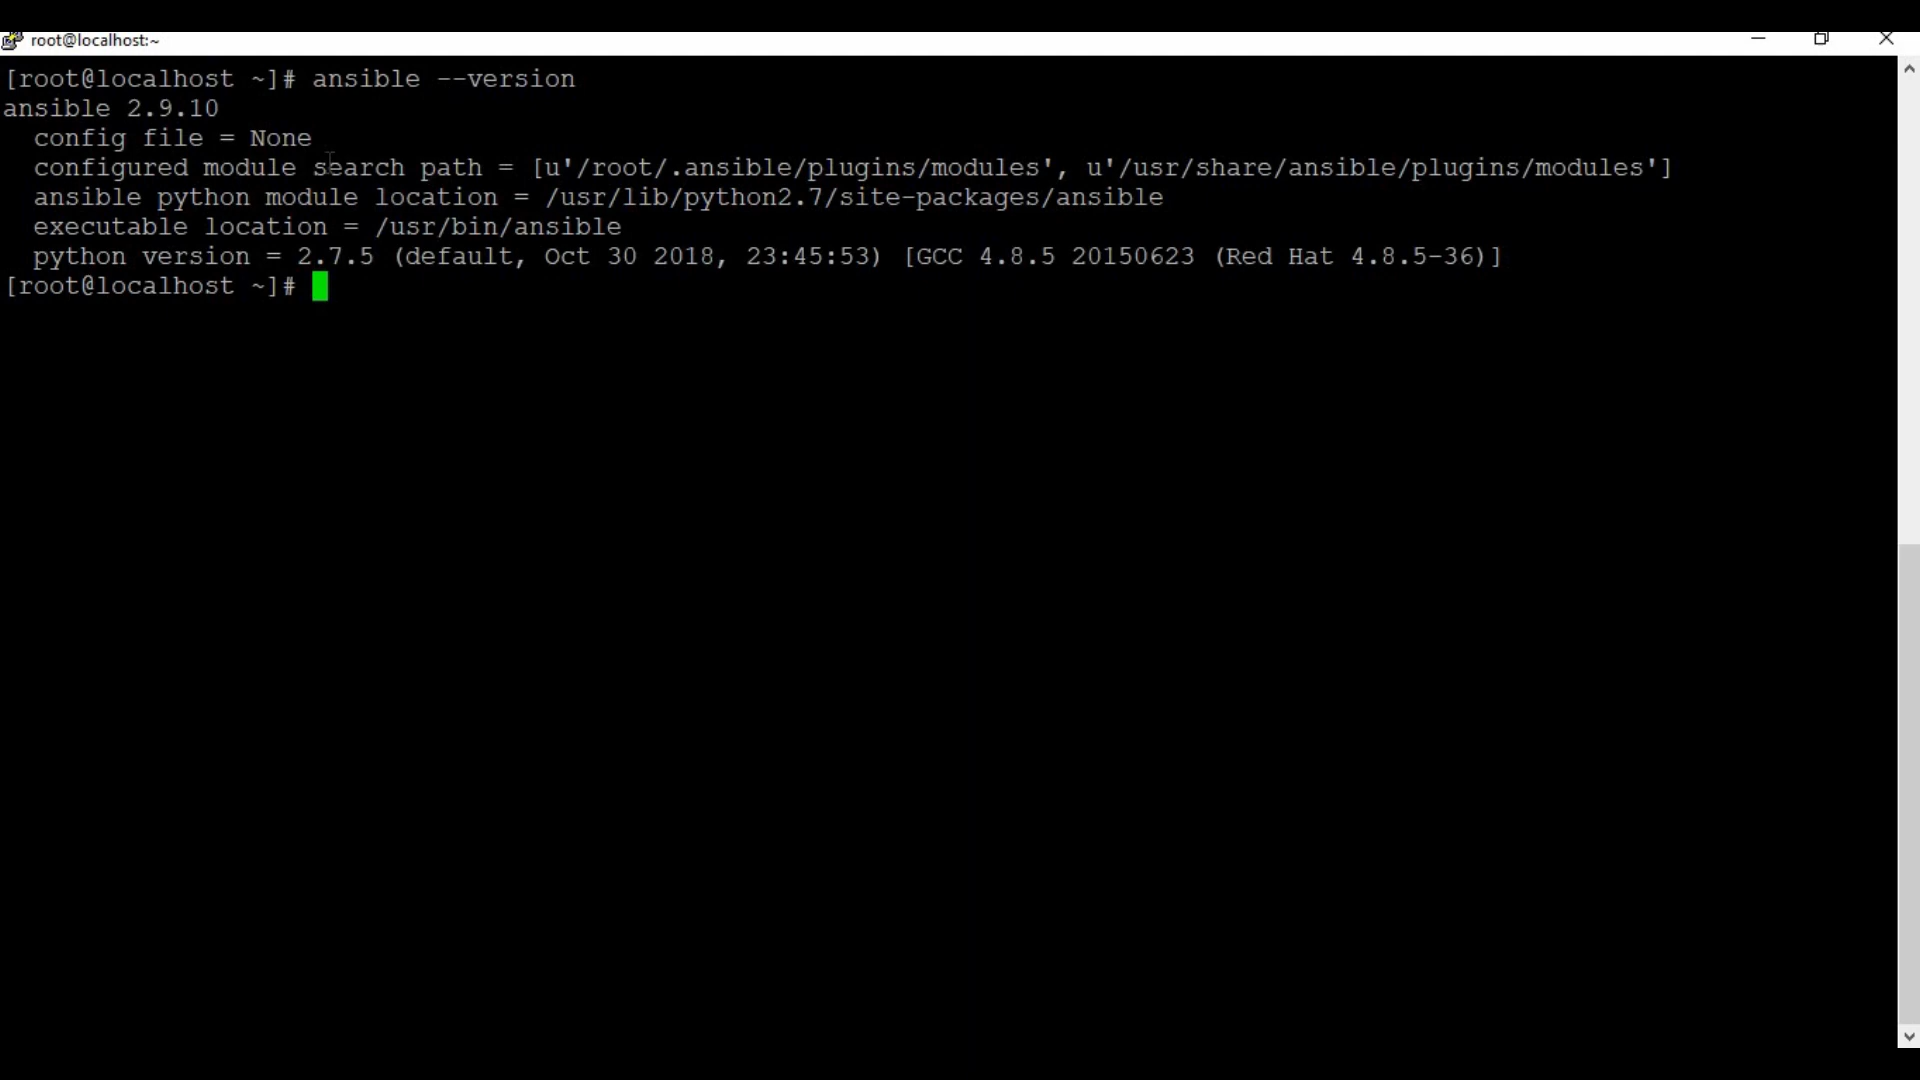 root@localhost:~
[root@localhost ~]# ansible --version
ansible 2.9.10
  config file = None
  configured module search path = [u'/root/.ansible/plugins/modules', u'/usr/share/ansible/plugins/modules']
  ansible python module location = /usr/lib/python2.7/site-packages/ansible
  executable location = /usr/bin/ansible
  python version = 2.7.5 (default, Oct 30 2018, 23:45:53) [GCC 4.8.5 20150623 (Red Hat 4.8.5-36)]
[root@localhost ~]#